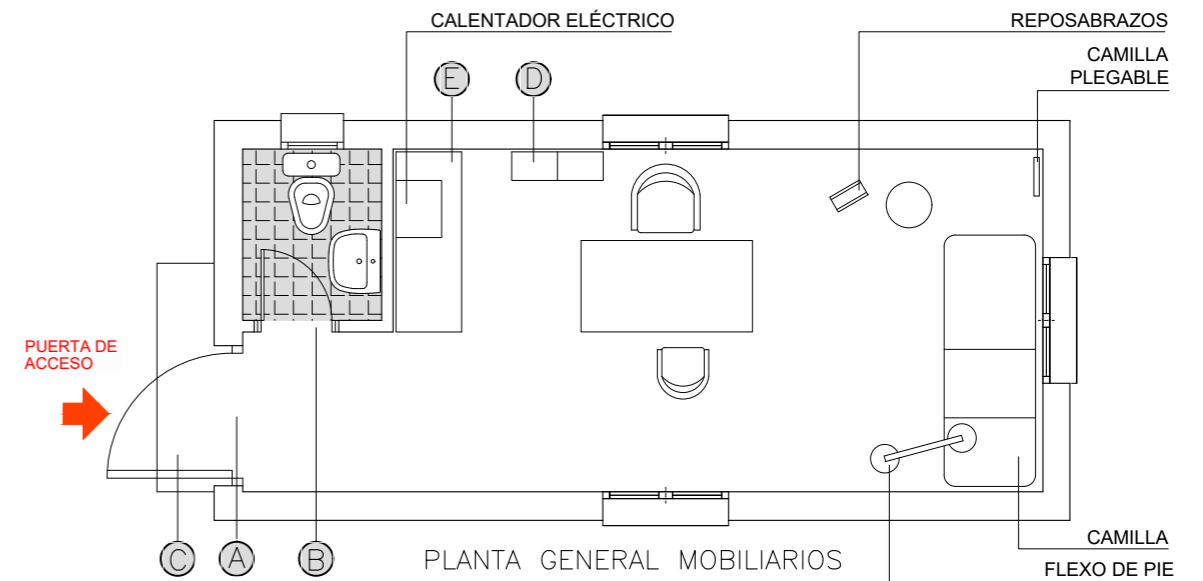 CALENTADOR ELÉCTRICO
REPOSABRAZOS
CAMILLA
PLEGABLE
E
D
PUERTA DE
ACCESO
C
A
B
PLANTA GENERAL MOBILIARIOS
CAMILLA
FLEXO DE PIE